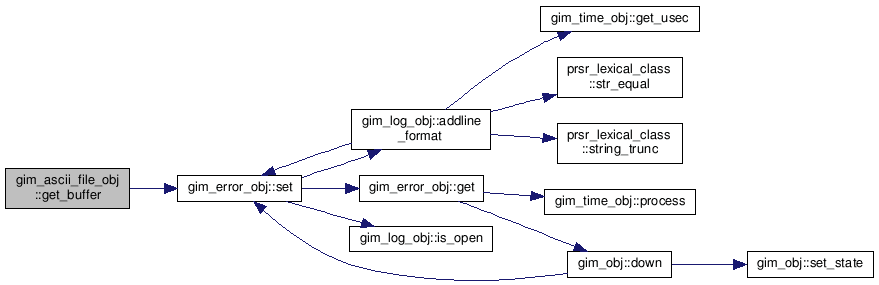 gim_time_obj::get_usec
prsr_lexical_class
::str_equal
gim_log_obj::addline
_format
prsr_lexical_class
::string_trunc
gim_ascii_file_obj
::get_buffer
gim_error_obj::set
gim_error_obj::get
gim_time_obj::process
gim_log_obj::is_open
gim_obj::down
gim_obj::set_state